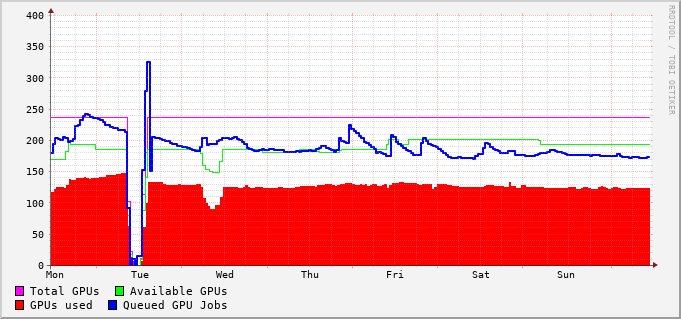 400
350
300
250
200
150
100
50
0
Mon Tue Wed Thu Fri Sat Sun
Total GPUs Available GPUs
GPUs used Queued GPU Jobs
RRDTOOL / TOBI OETIKER